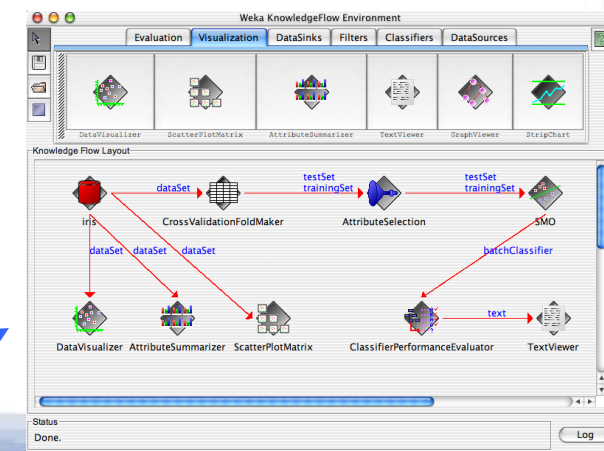 Weka KnowledgeFlow Environment
Evaluation Visualization DataSinks Filters Classifiers DataSources
DataVisualizer ScatterPlotMatrix AttributeSummarizer TextViewer GraphViewer StripChart
Knowledge Flow Layout
dataSet
testSet
trainingSet
testSet
trainingSet
iris CrossValidationFoldMaker AttributeSelection SMO
dataSet dataSet dataSet
batchClassifier
text
DataVisualizer AttributeSummarizer ScatterPlotMatrix ClassifierPerformanceEvaluator TextViewer
Status
Done.
Log